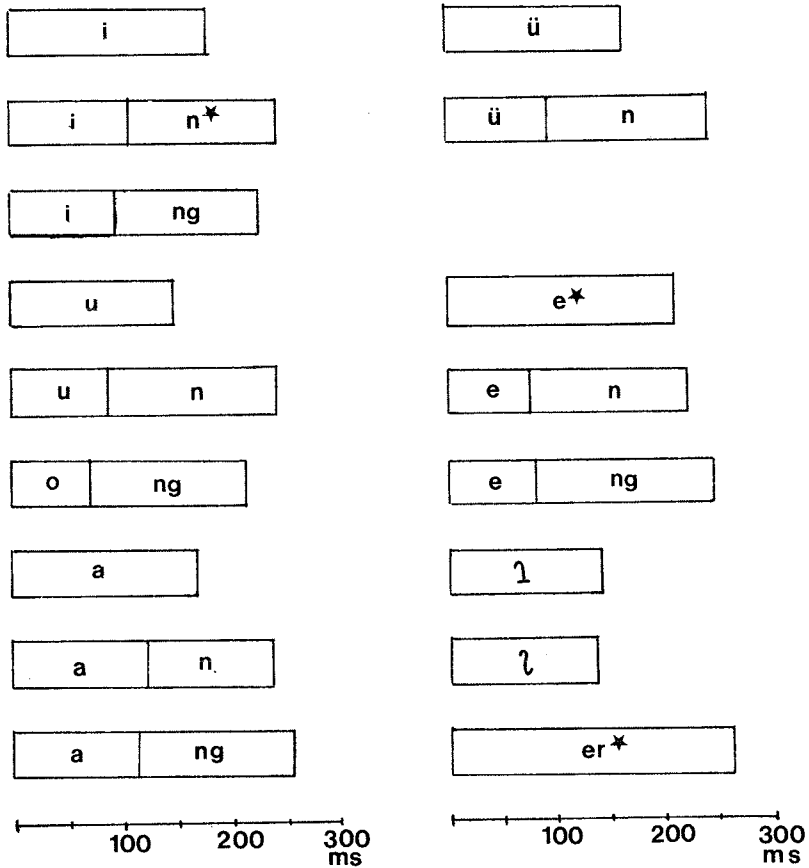 i
i n★
i ng
u
u n
o ng
a
a n
a ng
100 200 300
ms
ü
ü n
e★
e n
e ng
ʅ
ɿ
er★
100 200 300
ms